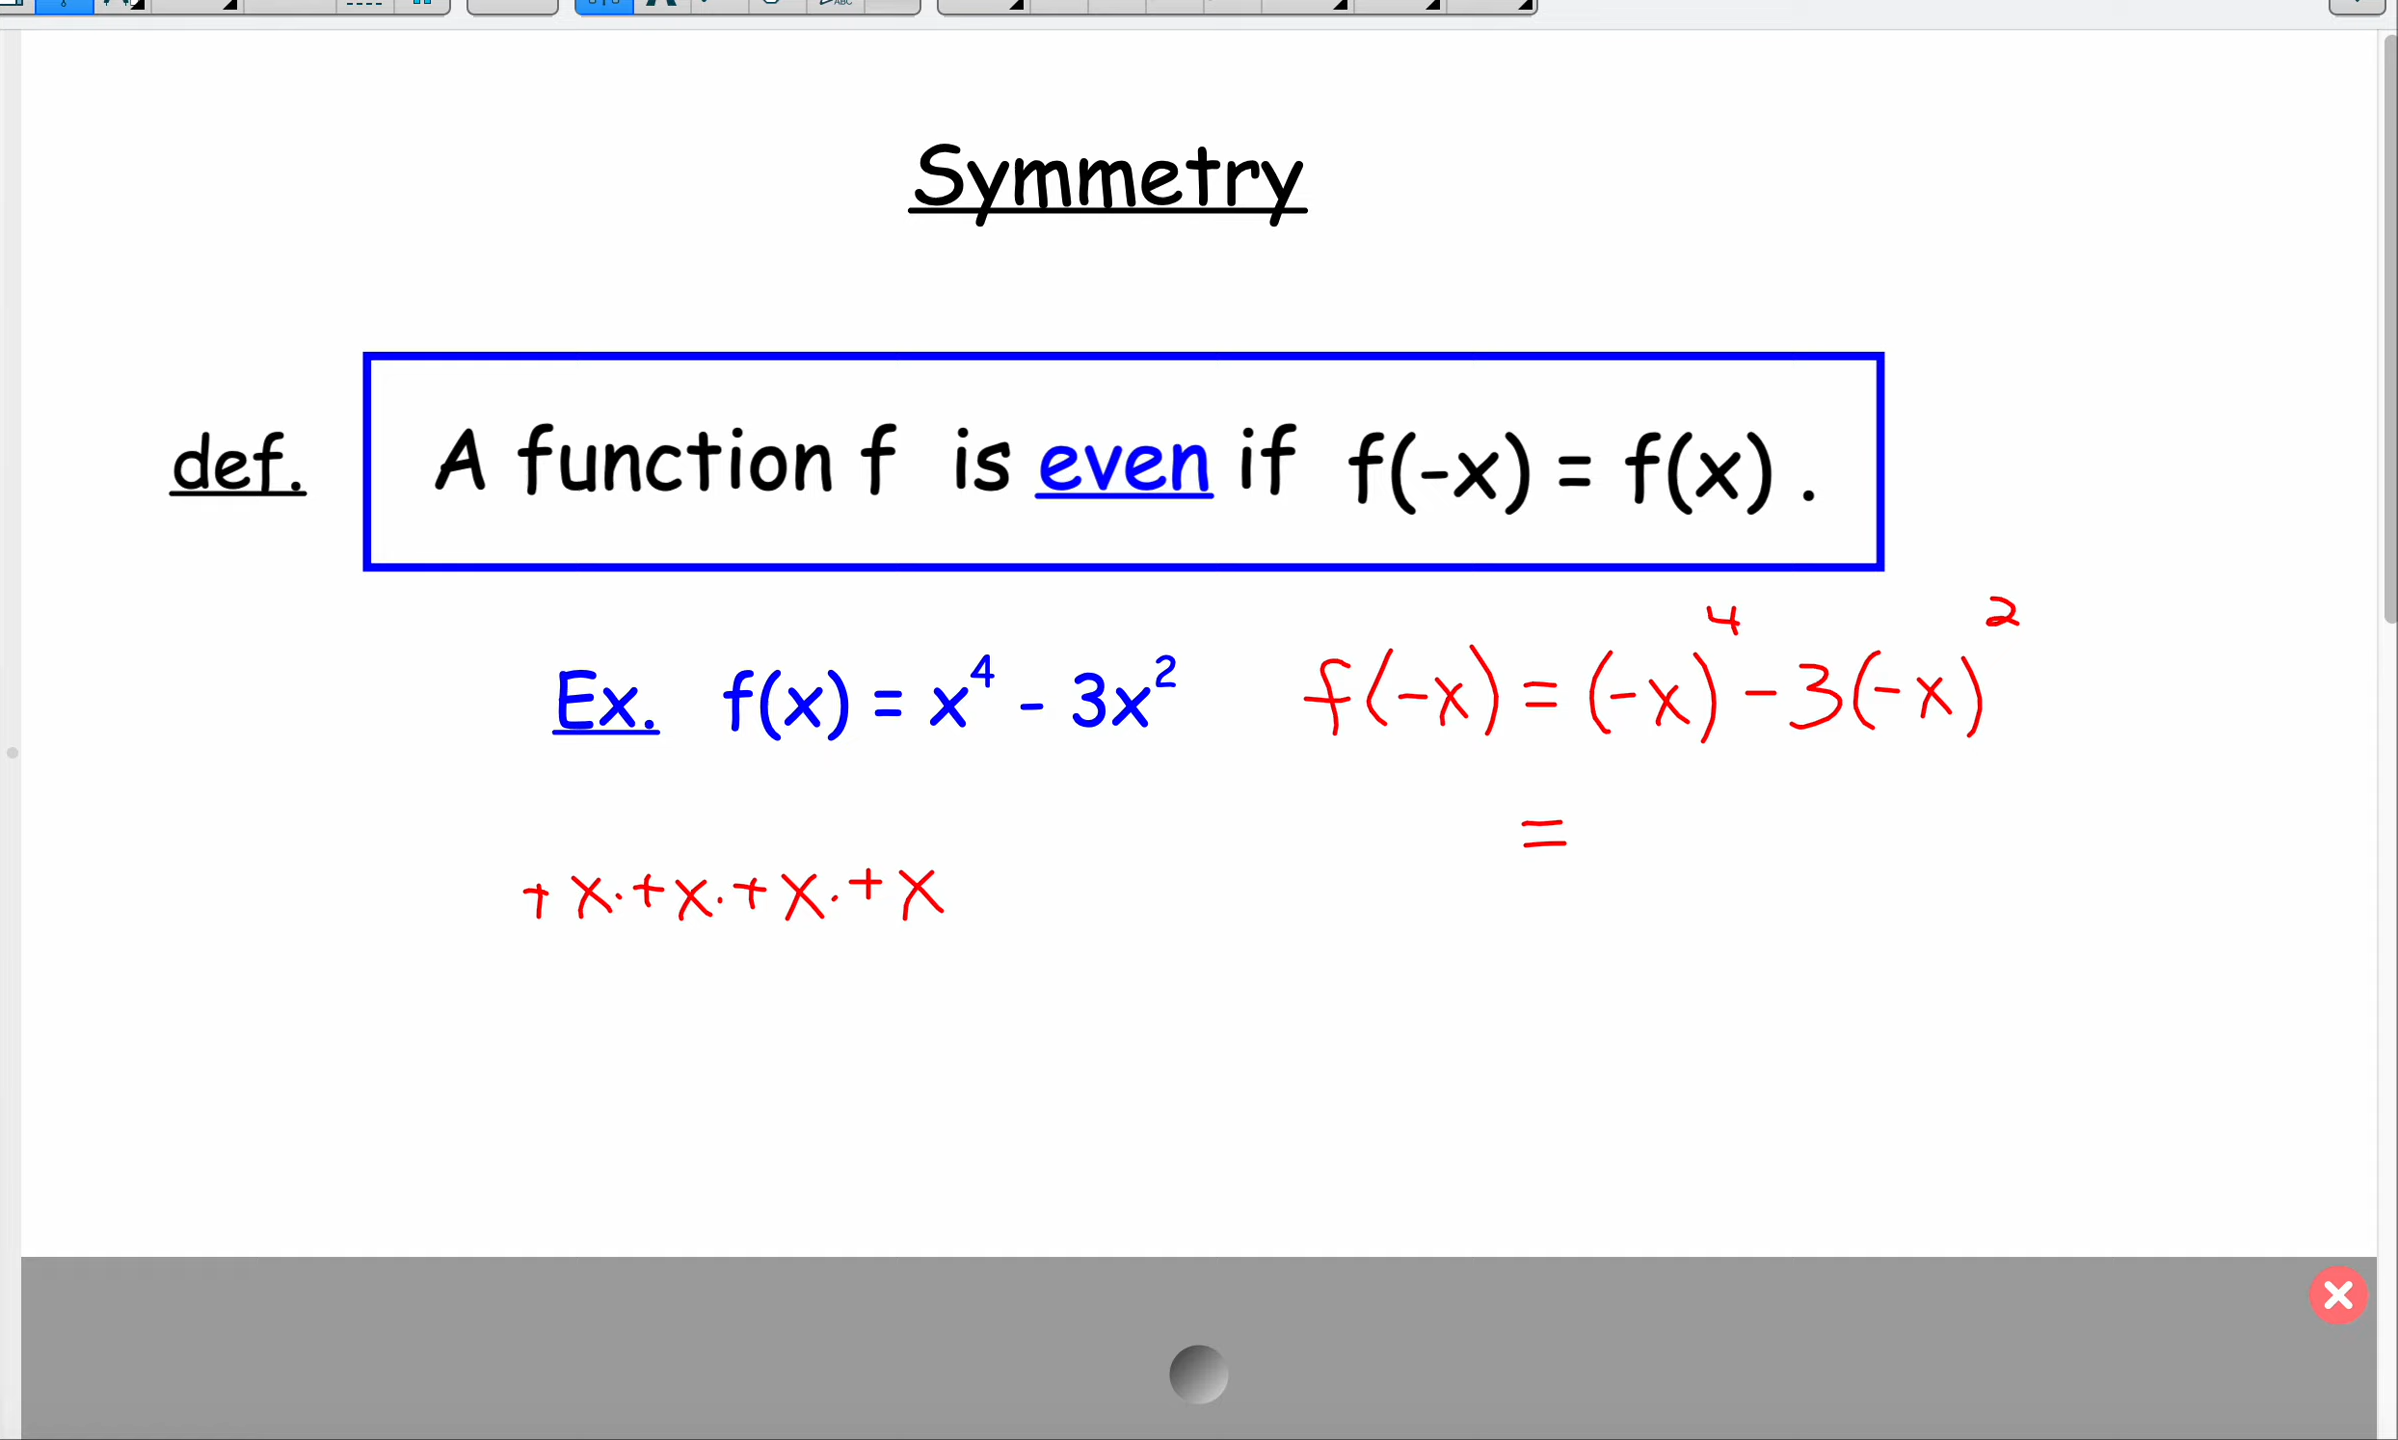 Symmetry
def. A function f is even if f(-x) = f(x) .
Ex. f(x) = x⁴ - 3x² f(-x) = (-x)⁴ - 3(-x)²
=
+x·+x·+x·+x